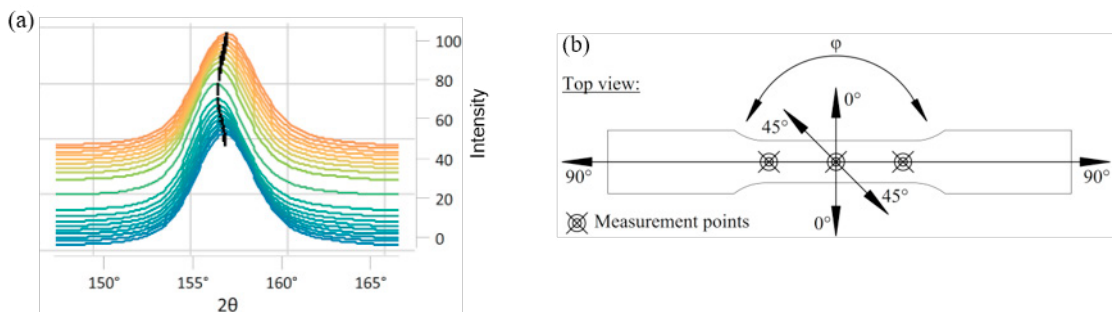 (a)
100
80
60
40
20
0
Intensity
150°
155°
160°
165°
2θ
(b)
φ
Top view:
0°
45°
90°
90°
45°
0°
Measurement points